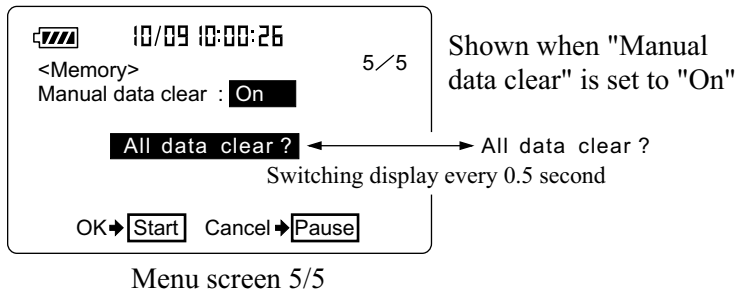 10/09 10:00:26
5/5
<Memory>
Manual data clear : On
All data clear ?
All data clear ?
Switching display every 0.5 second
OK Start Cancel Pause
Menu screen 5/5
Shown when "Manual
data clear" is set to "On"